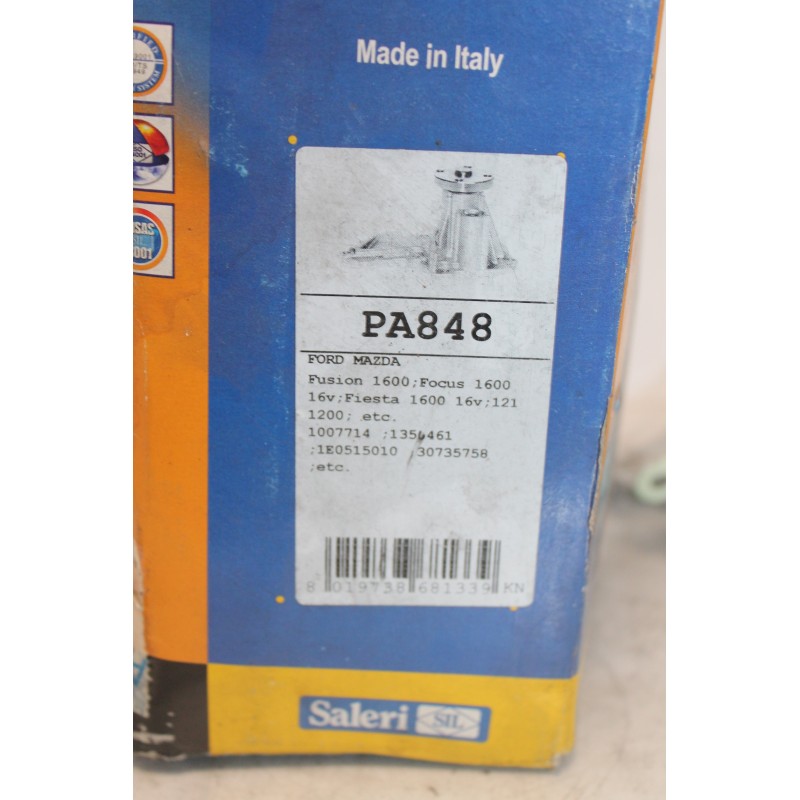 Made in Italy
PA848
FORD MAZDA
Fusion 1600;Focus 1600
16v;Fiesta 1600 16v;121
1200; etc.
1007714 ;1356461
;1E0515010 ;30735758
;etc.
8 019738 681339 KN
Saleri SIL